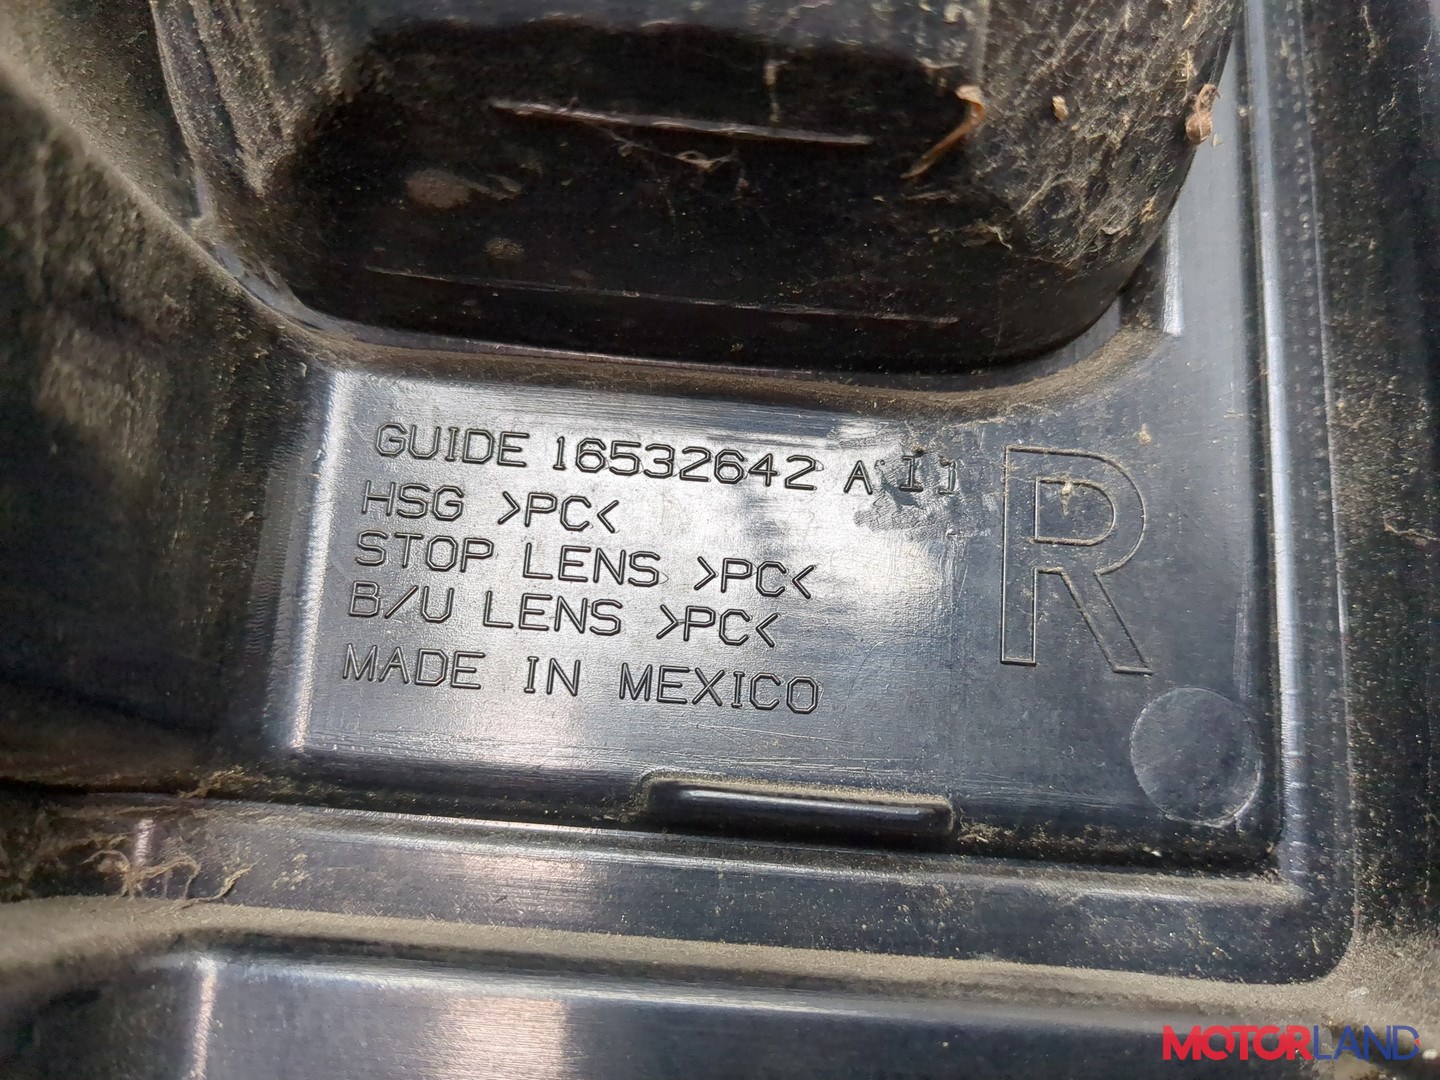 GUIDE 16532642 A
R
HSG >PC<
STOP LENS >PC<
B/U LENS >PC<
MADE IN MEXICO
MOTORLAND